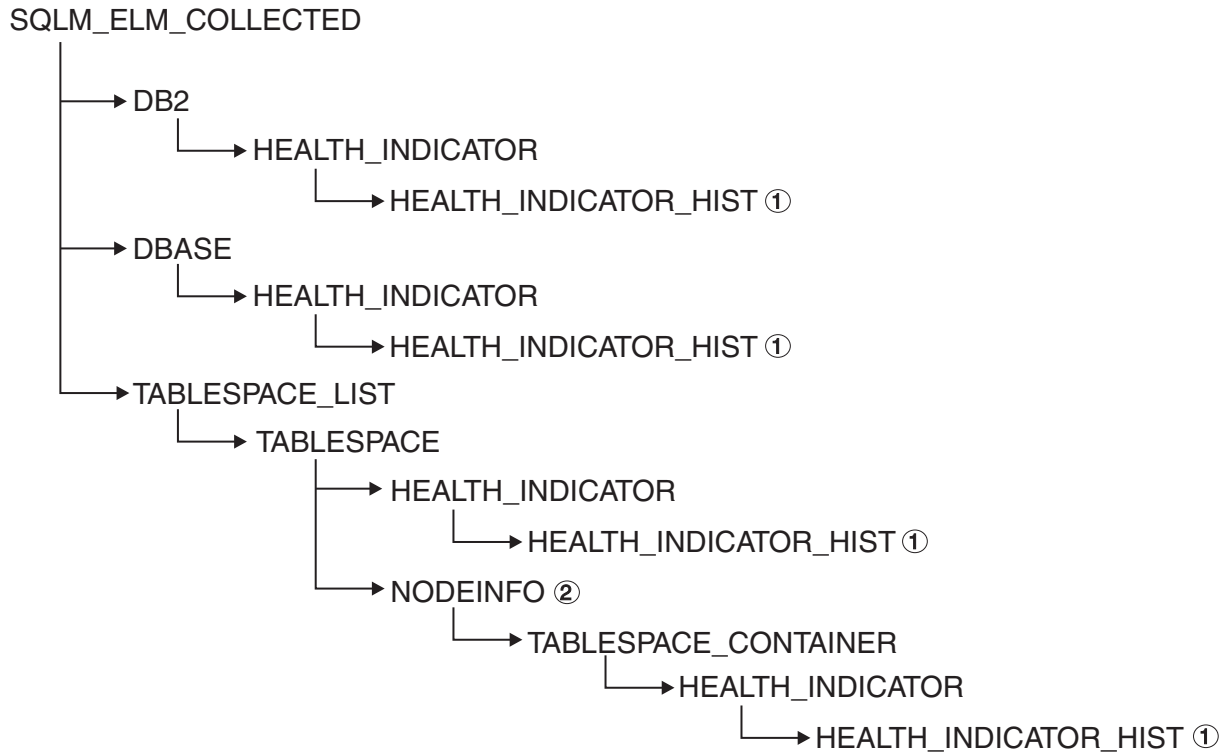 SQLM_ELM_COLLECTED
DB2
HEALTH_INDICATOR
HEALTH_INDICATOR_HIST ①
DBASE
HEALTH_INDICATOR
HEALTH_INDICATOR_HIST ①
TABLESPACE_LIST
TABLESPACE
HEALTH_INDICATOR
HEALTH_INDICATOR_HIST ①
NODEINFO ②
TABLESPACE_CONTAINER
HEALTH_INDICATOR
HEALTH_INDICATOR_HIST ①